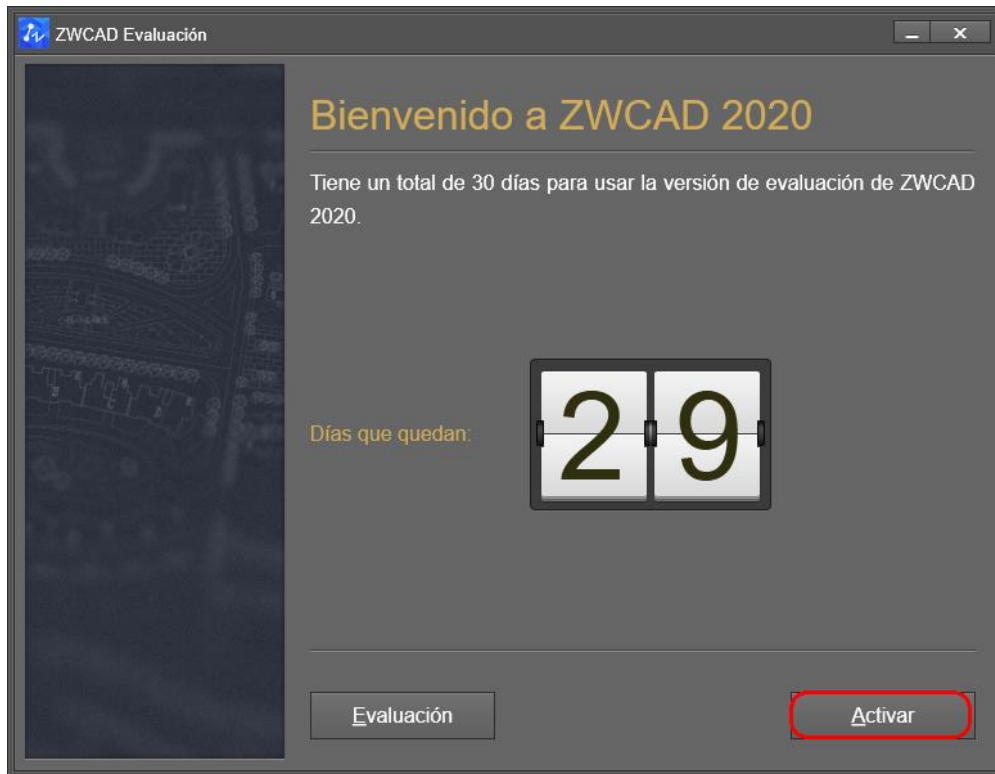 ZWCAD Evaluación
Bienvenido a ZWCAD 2020
Tiene un total de 30 días para usar la versión de evaluación de ZWCAD
2020.
Días que quedan:
29
Evaluación
Activar